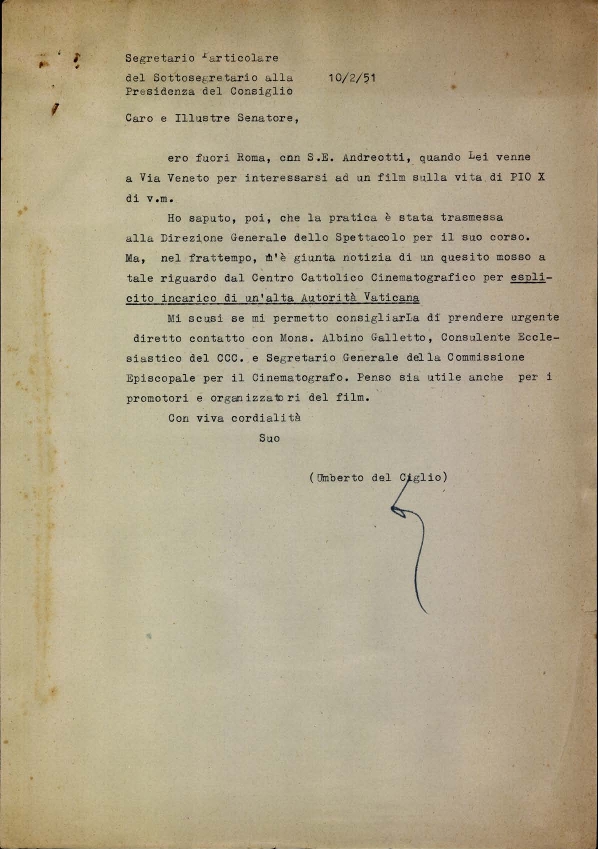 Segretario Particolare
del Sottosegretario alla 10/2/51
Presidenza del Consiglio
Caro e Illustre Senatore,
ero fuori Roma, con S.E. Andreotti, quando Lei venne
a Via Veneto per interessarsi ad un film sulla vita di PIO X
di v.m.
Ho saputo, poi, che la pratica è stata trasmessa
alla Direzione Generale dello Spettacolo per il suo corso.
Ma, nel frattempo, m'è giunta notizia di un quesito mosso a
tale riguardo dal Centro Cattolico Cinematografico per espli-
cito incarico di un'alta Autorità Vaticana
Mi scusi se mi permetto consigliarLa di prendere urgente
diretto contatto con Mons. Albino Galletto, Consulente Eccle-
siastico del CCC. e Segretario Generale della Commissione
Episcopale per il Cinematografo. Penso sia utile anche per i
promotori e organizzatori del film.
Con viva cordialità
Suo
(Umberto del Ciglio)